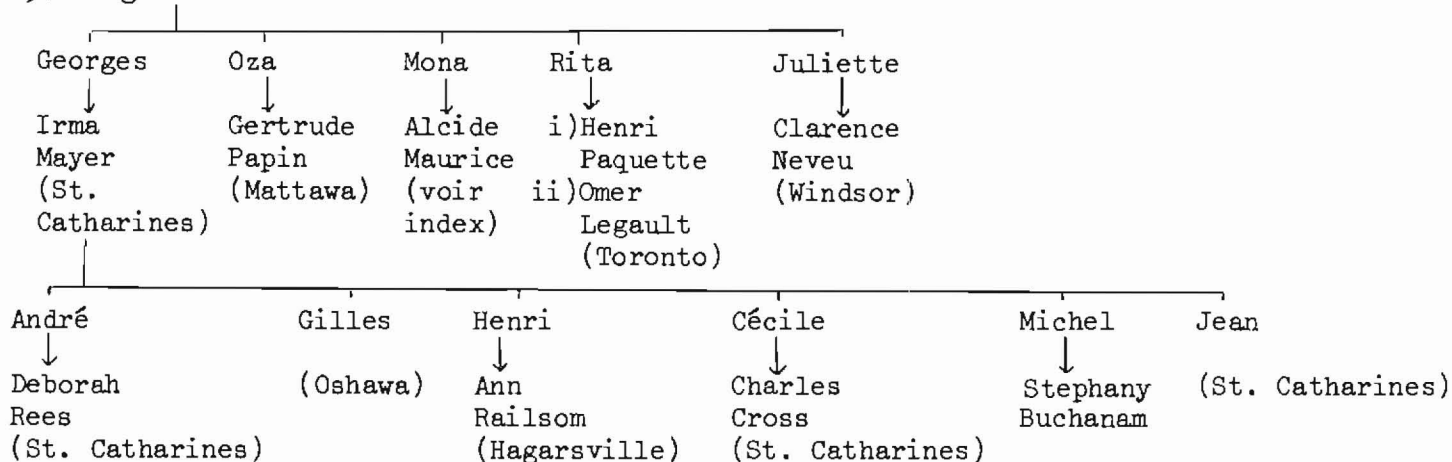 Georges Oza Mona Rita Juliette
Irma Gertrude Alcide i)Henri Clarence
Mayer Papin Maurice Paquette Neveu
(St. (Mattawa) (voir ii)Omer (Windsor)
Catharines) index) Legault
(Toronto)
André Gilles Henri Cécile Michel Jean
Deborah (Oshawa) Ann Charles Stephany (St. Catharines)
Rees Railsom Cross Buchanam
(St. Catharines) (Hagarsville) (St. Catharines)